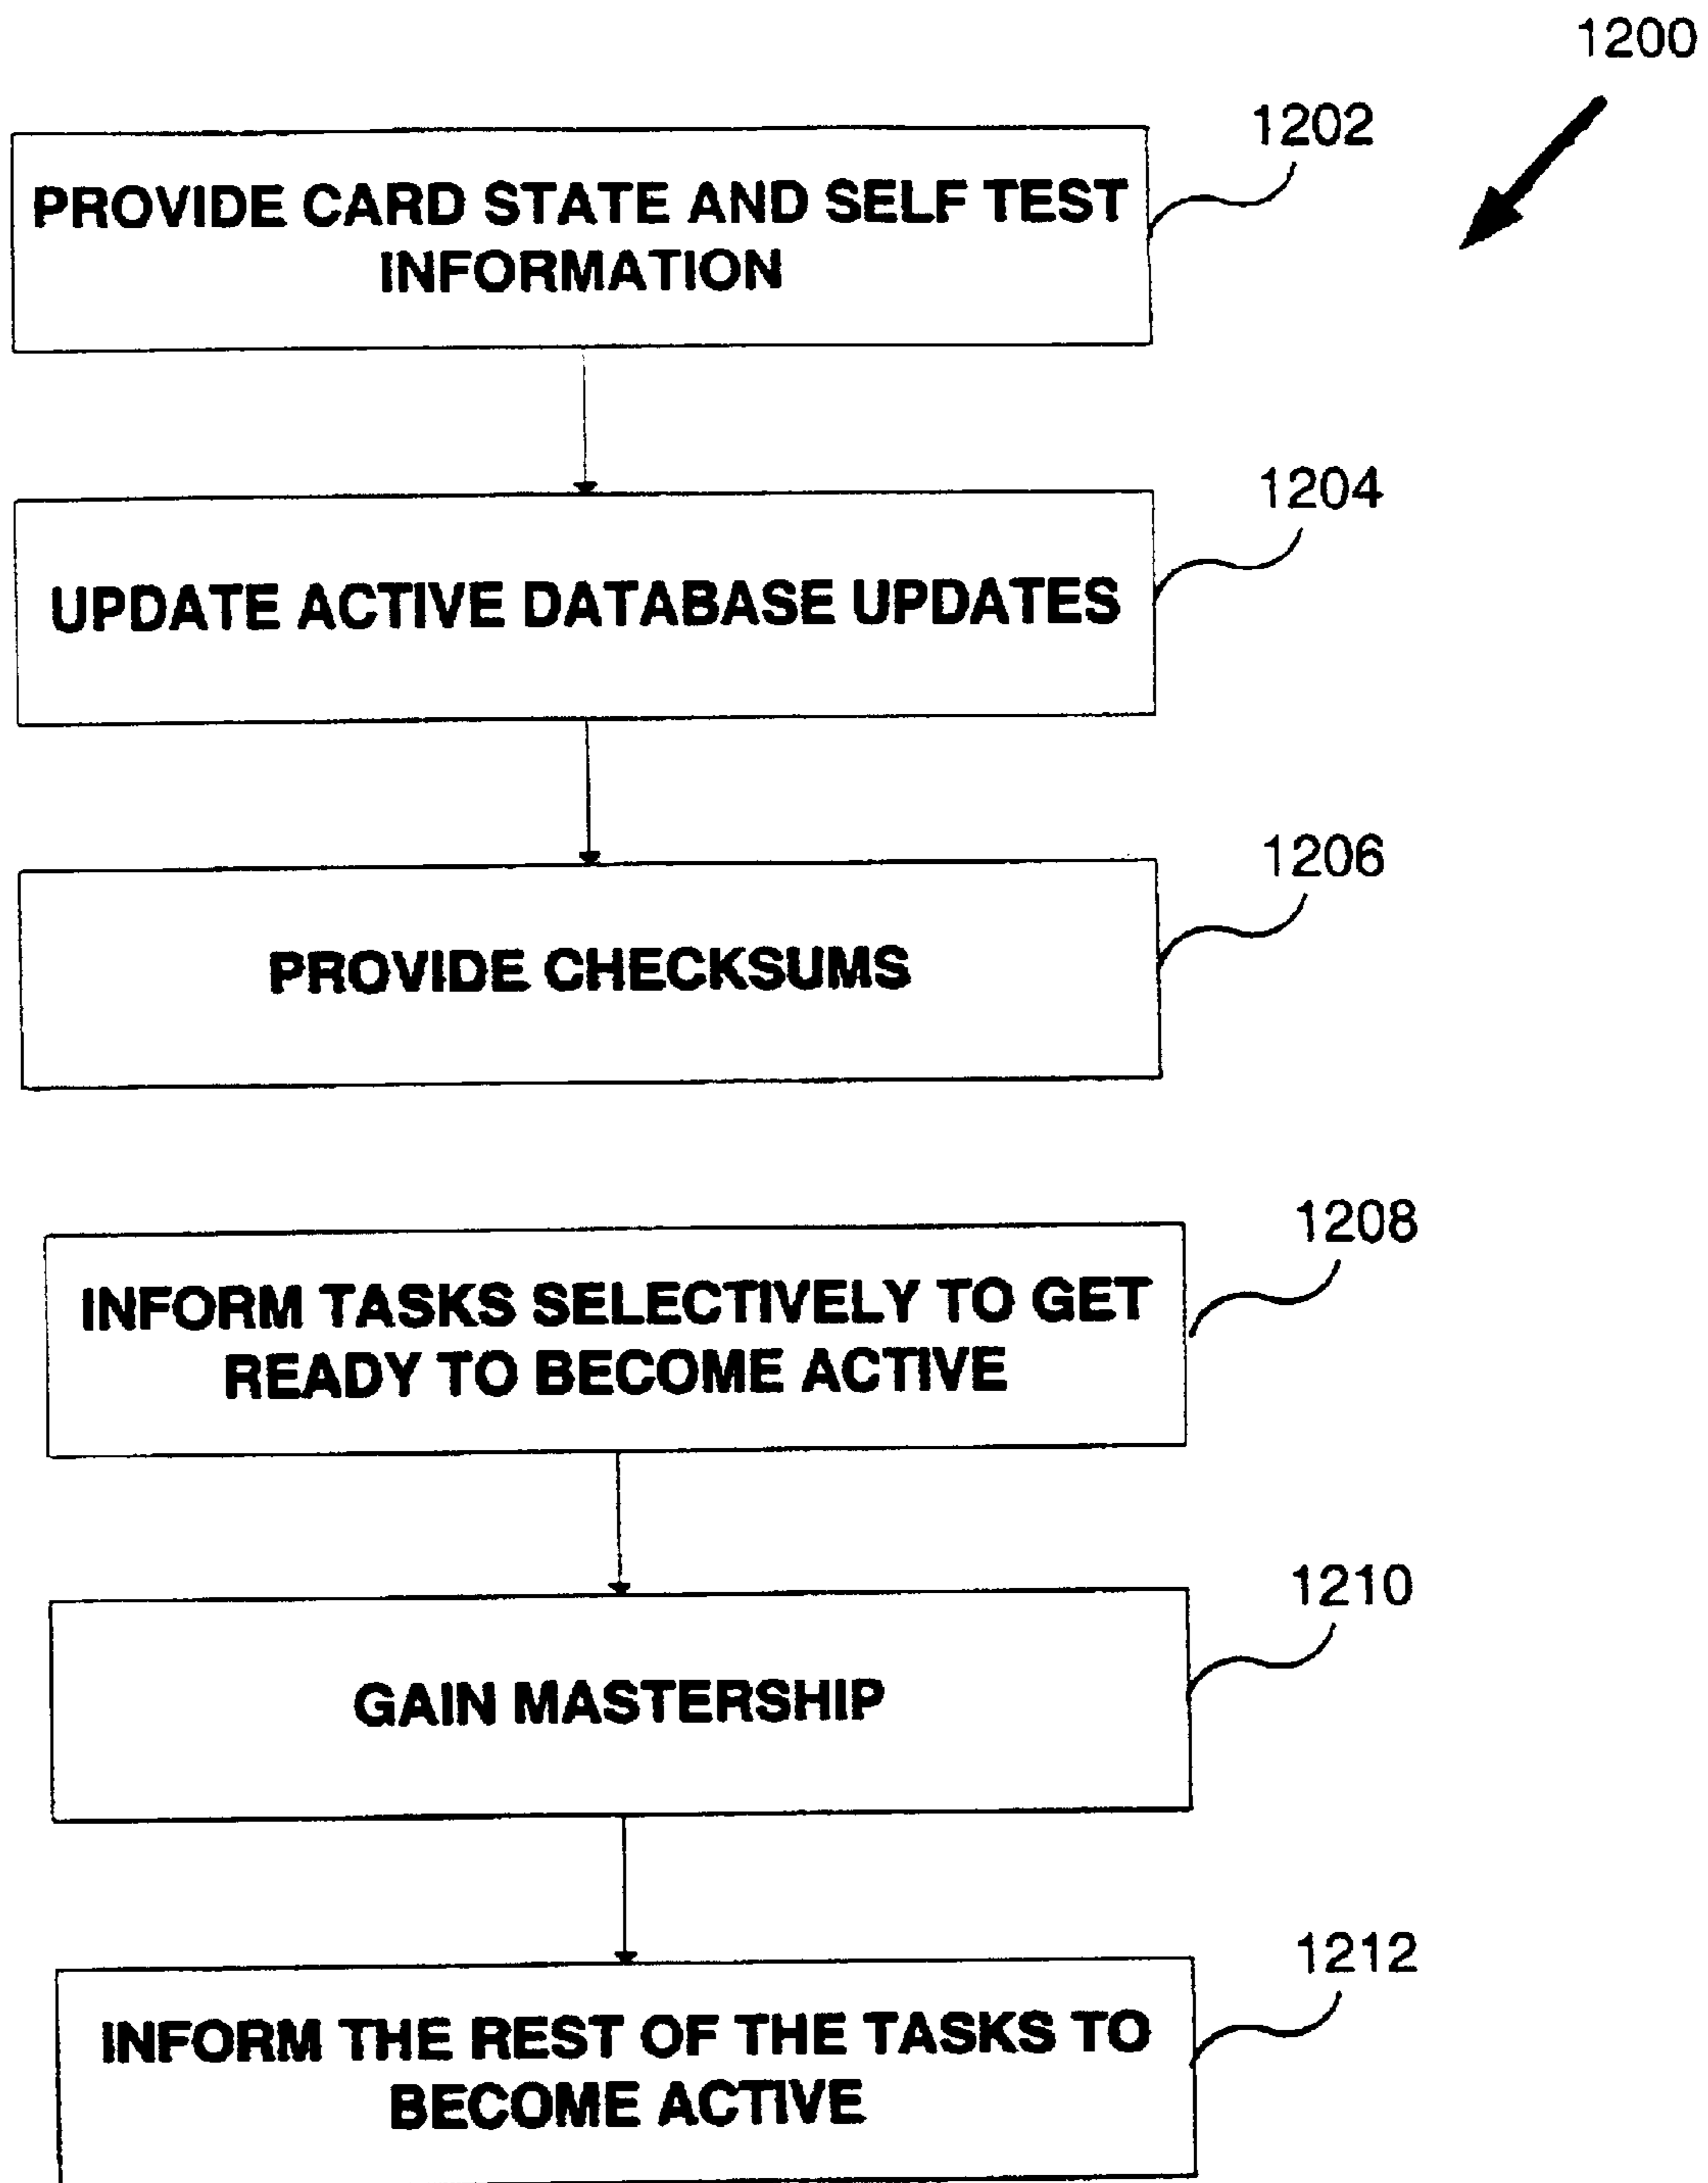 1200
1202
PROVIDE CARD STATE AND SELF TEST
INFORMATION
1204
UPDATE ACTIVE DATABASE UPDATES
1206
PROVIDE CHECKSUMS
1208
INFORM TASKS SELECTIVELY TO GET
READY TO BECOME ACTIVE
1210
GAIN MASTERSHIP
1212
INFORM THE REST OF THE TASKS TO
BECOME ACTIVE